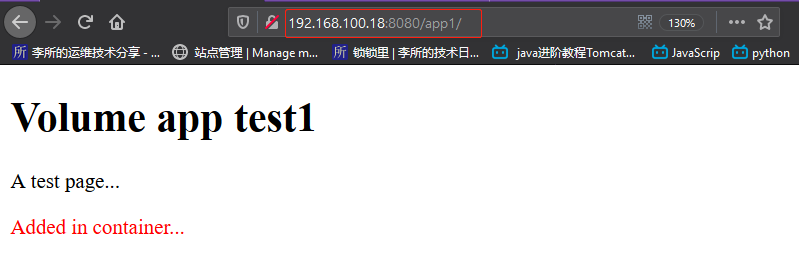 192.168.100.18:8080/app1/
130%
所 李所的运维技术分享 - ...
站点管理 | Manage m...
所 锁锁里 | 李所的技术日...
java进阶教程Tomcat...
JavaScrip
python
Volume app test1
A test page...
Added in container...